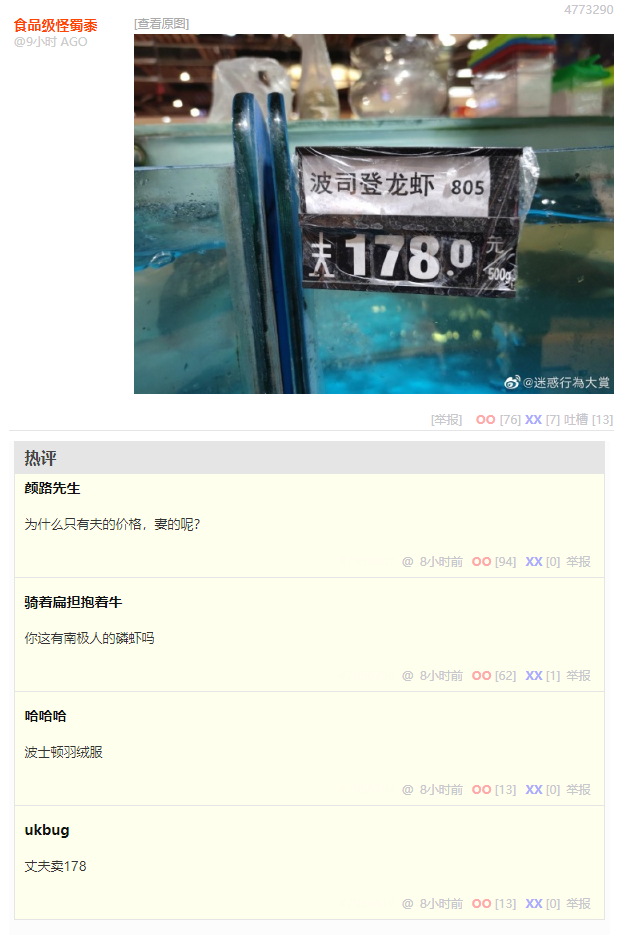 4773290
食品级怪蜀黍
@9小时 AGO
[查看原图]
波司登龙虾 805
夫 178.0 元/500g
@迷惑行為大賞
[举报] OO [76] XX [7] 吐槽 [13]
热评
颜路先生
为什么只有夫的价格，妻的呢？
@ 8小时前 OO [94] XX [0] 举报
骑着扁担抱着牛
你这有南极人的磷虾吗
@ 8小时前 OO [62] XX [1] 举报
哈哈哈
波士顿羽绒服
@ 8小时前 OO [13] XX [0] 举报
ukbug
丈夫卖178
@ 8小时前 OO [13] XX [0] 举报